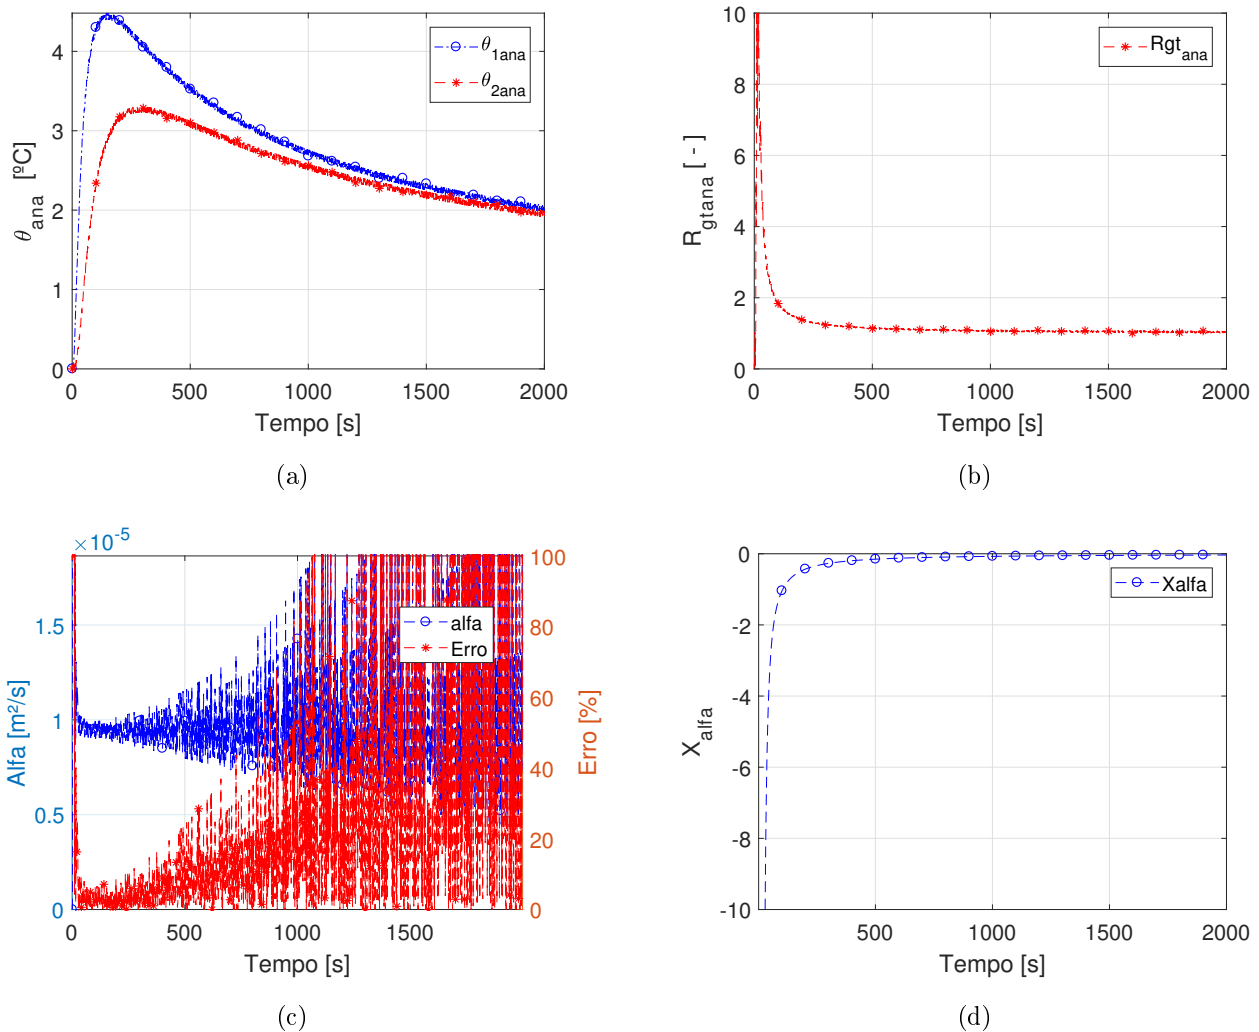 4
3
2
1
0
θana [ºC]
θ1ana
θ2ana
0 500 1000 1500 2000
Tempo [s]
(a)
10
8
6
4
2
0
Rgtana [ - ]
Rgtana
0 500 1000 1500 2000
Tempo [s]
(b)
×10-5
1.5
1
0.5
0
Alfa [m²/s]
alfa
Erro
100
80
60
40
20
0
Erro [%]
0 500 1000 1500
Tempo [s]
(c)
0
-2
-4
-6
-8
-10
Xalfa
Xalfa
500 1000 1500 2000
Tempo [s]
(d)